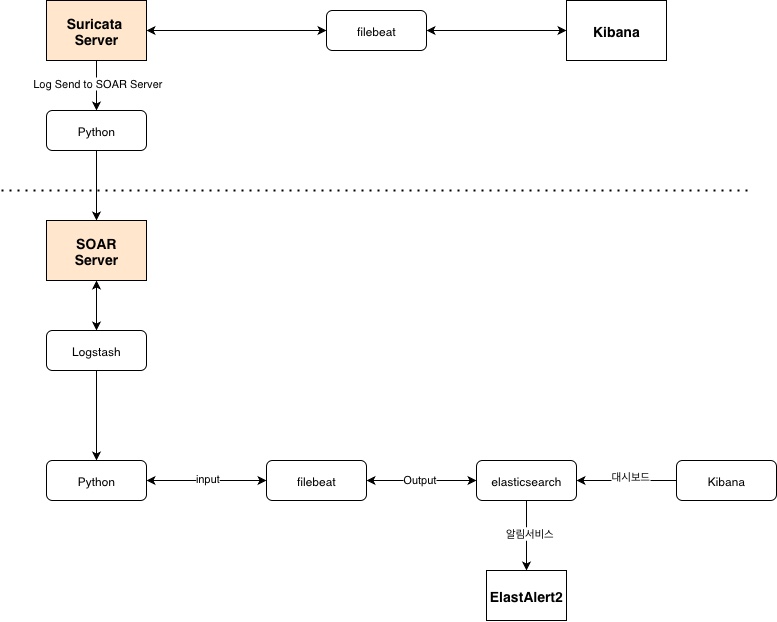 Suricata
Server
filebeat
Kibana
Log Send to SOAR Server
Python
SOAR
Server
Logstash
Python
input
filebeat
Output
elasticsearch
대시보드
Kibana
알림서비스
ElastAlert2